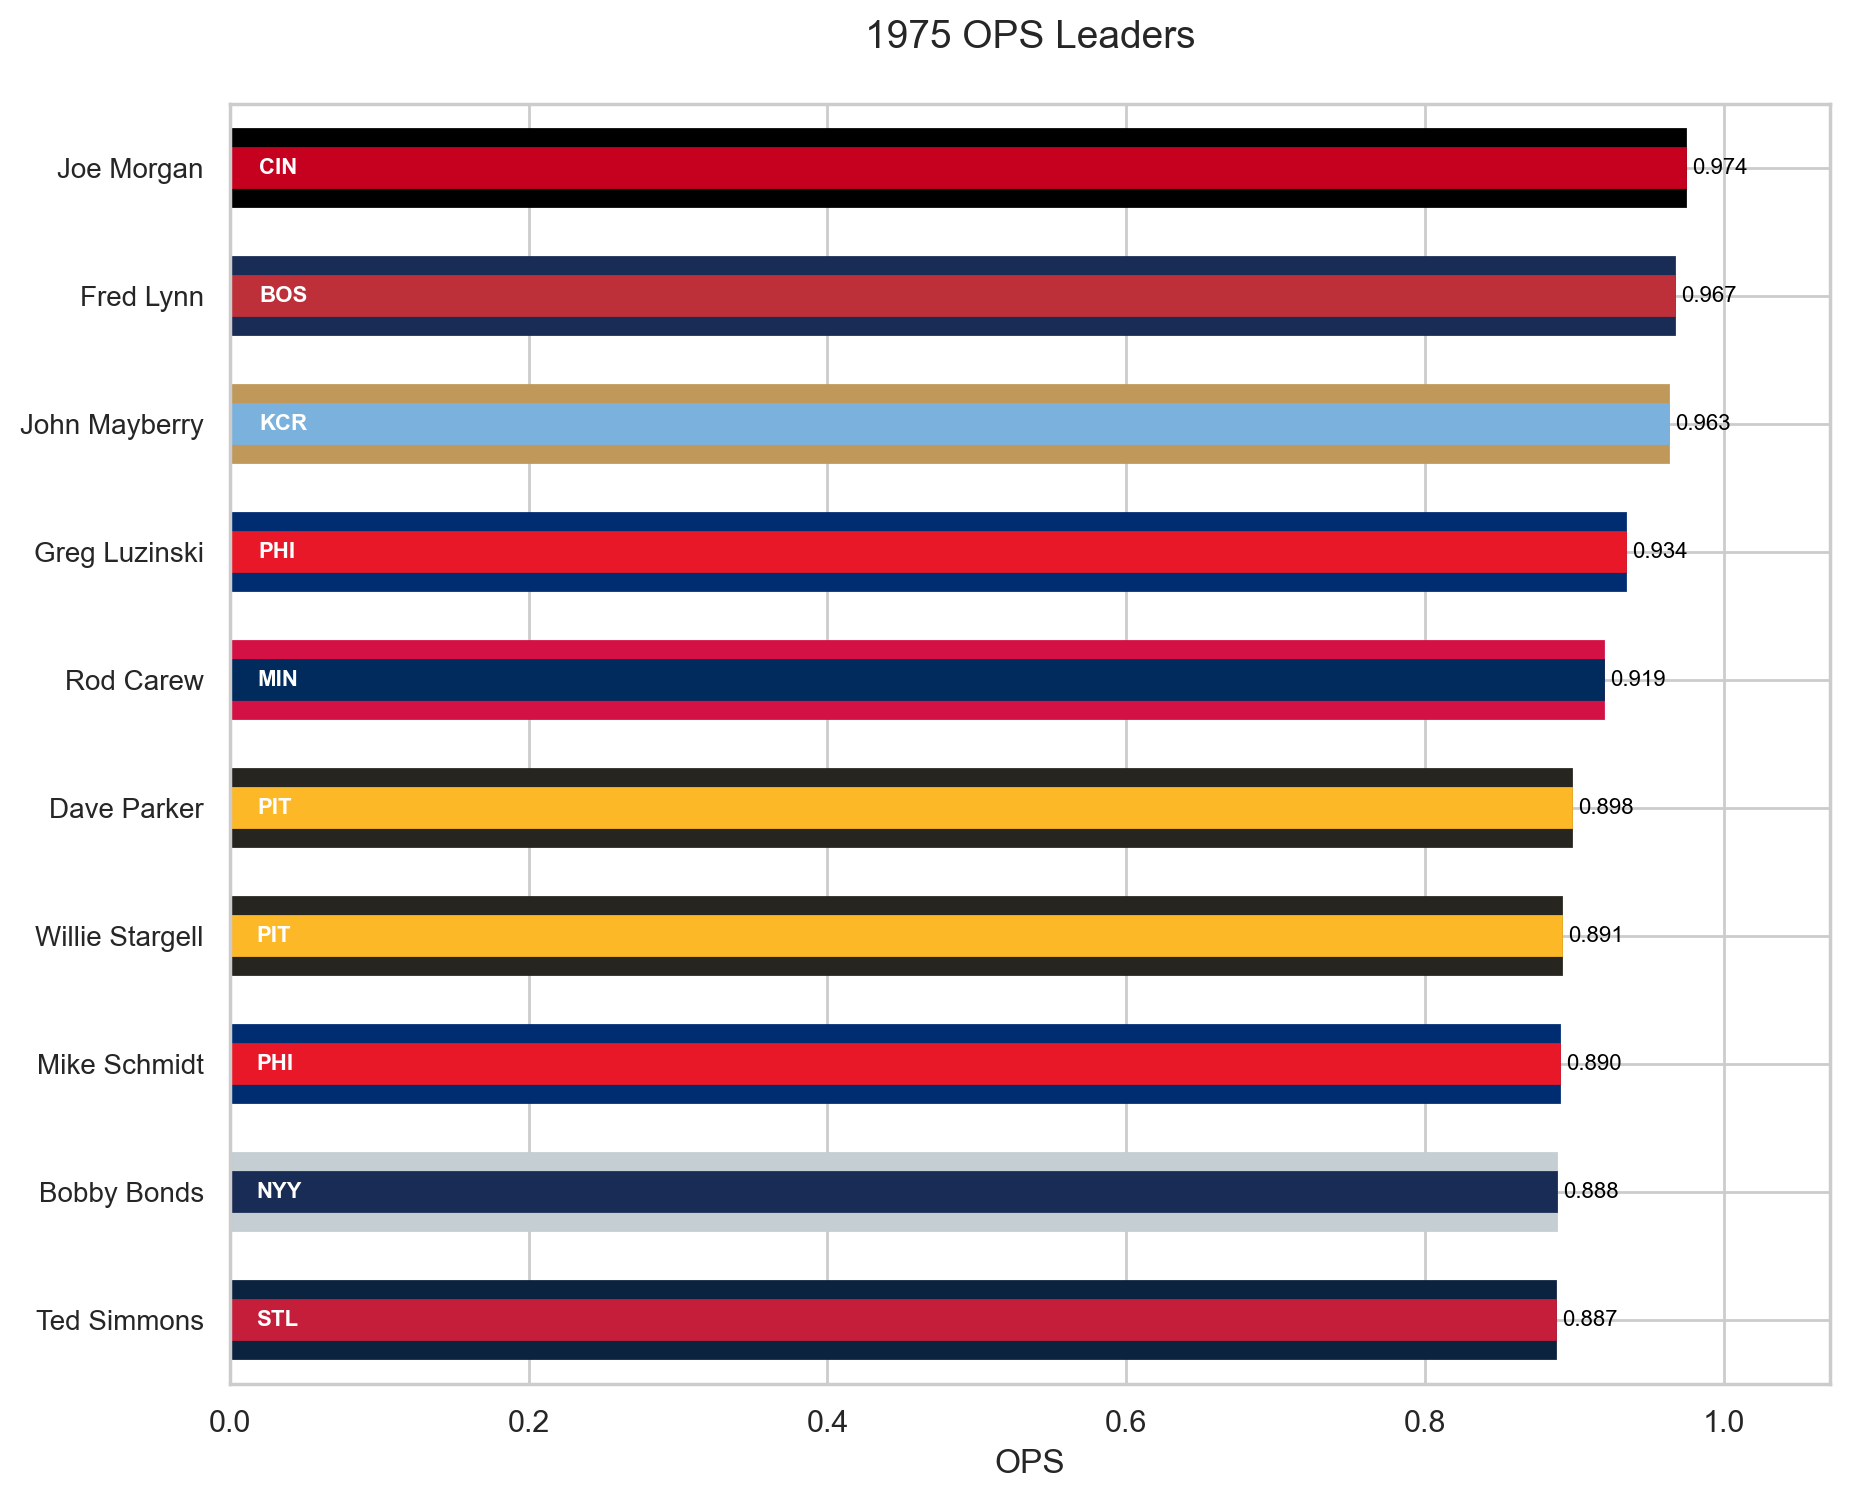 1975 OPS Leaders
Joe Morgan CIN 0.974
Fred Lynn BOS 0.967
John Mayberry KCR 0.963
Greg Luzinski PHI 0.934
Rod Carew MIN 0.919
Dave Parker PIT 0.898
Willie Stargell PIT 0.891
Mike Schmidt PHI 0.890
Bobby Bonds NYY 0.888
Ted Simmons STL 0.887
0.0 0.2 0.4 0.6 0.8 1.0
OPS